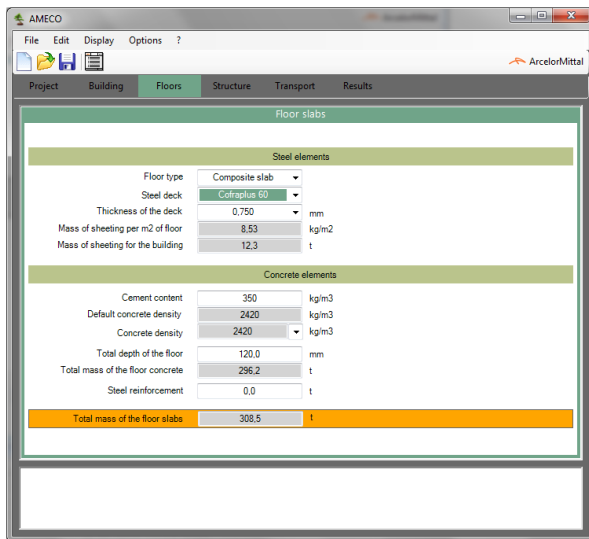 AMECO
File Edit Display Options ?
ArcelorMittal
Project Building Floors Structure Transport Results
Floor slabs
Steel elements
Floor type Composite slab
Steel deck Cofraplus 60
Thickness of the deck 0,750 mm
Mass of sheeting per m2 of floor 8,53 kg/m2
Mass of sheeting for the building 12,3 t
Concrete elements
Cement content 350 kg/m3
Default concrete density 2420 kg/m3
Concrete density 2420 kg/m3
Total depth of the floor 120,0 mm
Total mass of the floor concrete 296,2 t
Steel reinforcement 0,0 t
Total mass of the floor slabs 308,5 t